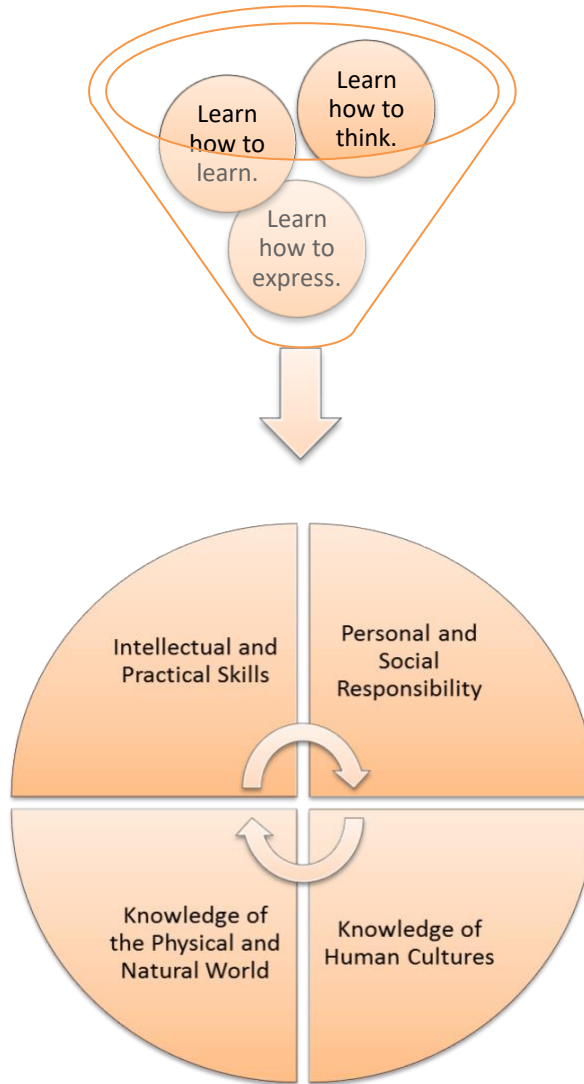 Learn
how to
learn.
Learn
how to
think.
Learn
how to
express.
Intellectual and
Practical Skills
Personal and
Social
Responsibility
Knowledge of
the Physical and
Natural World
Knowledge of
Human Cultures